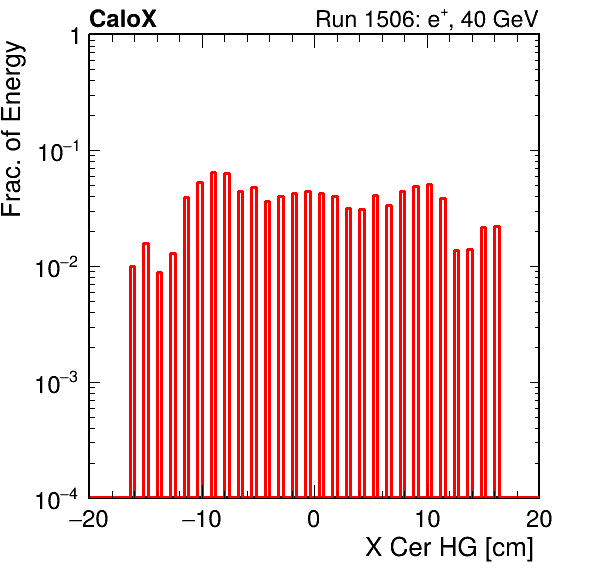 CaloX
Run 1506: e⁺, 40 GeV
Frac. of Energy
1
10⁻¹
10⁻²
10⁻³
10⁻⁴
−20
−10
0
10
20
X Cer HG [cm]